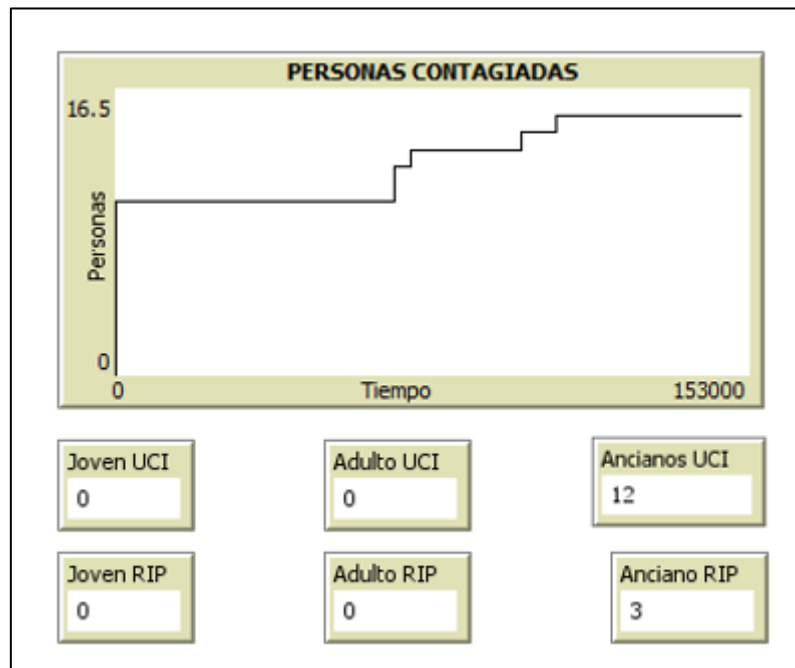 PERSONAS CONTAGIADAS
16.5
Personas
0
0 Tiempo 153000
Joven UCI Adulto UCI Ancianos UCI
0 0 12
Joven RIP Adulto RIP Anciano RIP
0 0 3